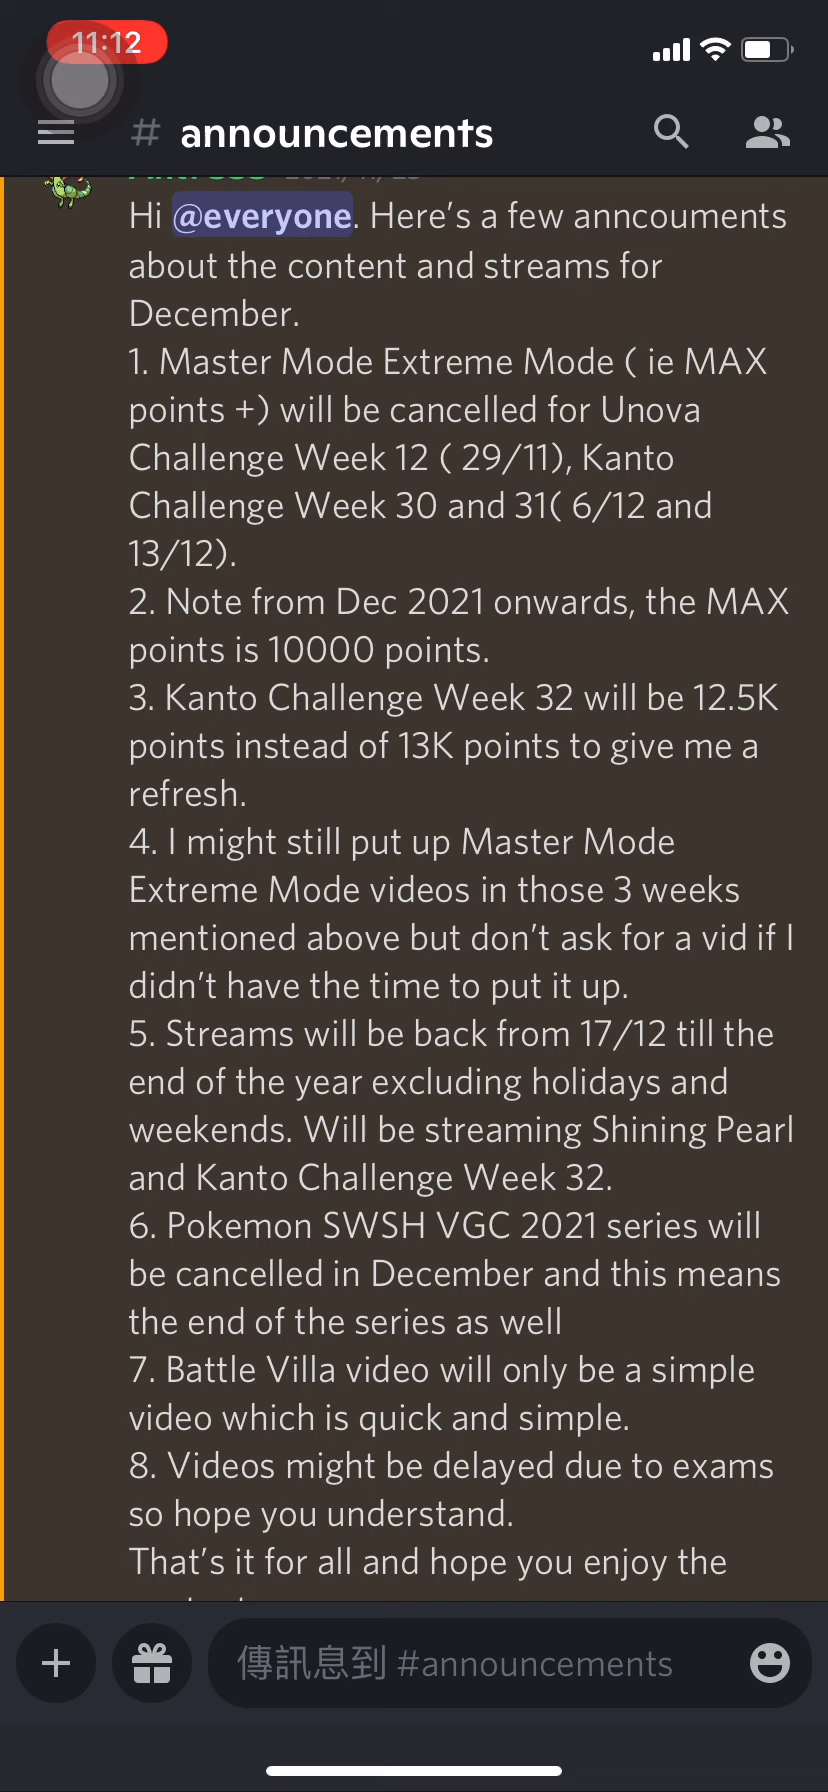 11:12
# announcements
Hi @everyone. Here's a few anncouments
about the content and streams for
December.
1. Master Mode Extreme Mode ( ie MAX
points +) will be cancelled for Unova
Challenge Week 12 ( 29/11), Kanto
Challenge Week 30 and 31( 6/12 and
13/12).
2. Note from Dec 2021 onwards, the MAX
points is 10000 points.
3. Kanto Challenge Week 32 will be 12.5K
points instead of 13K points to give me a
refresh.
4. I might still put up Master Mode
Extreme Mode videos in those 3 weeks
mentioned above but don't ask for a vid if I
didn't have the time to put it up.
5. Streams will be back from 17/12 till the
end of the year excluding holidays and
weekends. Will be streaming Shining Pearl
and Kanto Challenge Week 32.
6. Pokemon SWSH VGC 2021 series will
be cancelled in December and this means
the end of the series as well
7. Battle Villa video will only be a simple
video which is quick and simple.
8. Videos might be delayed due to exams
so hope you understand.
That's it for all and hope you enjoy the
傳訊息到 #announcements